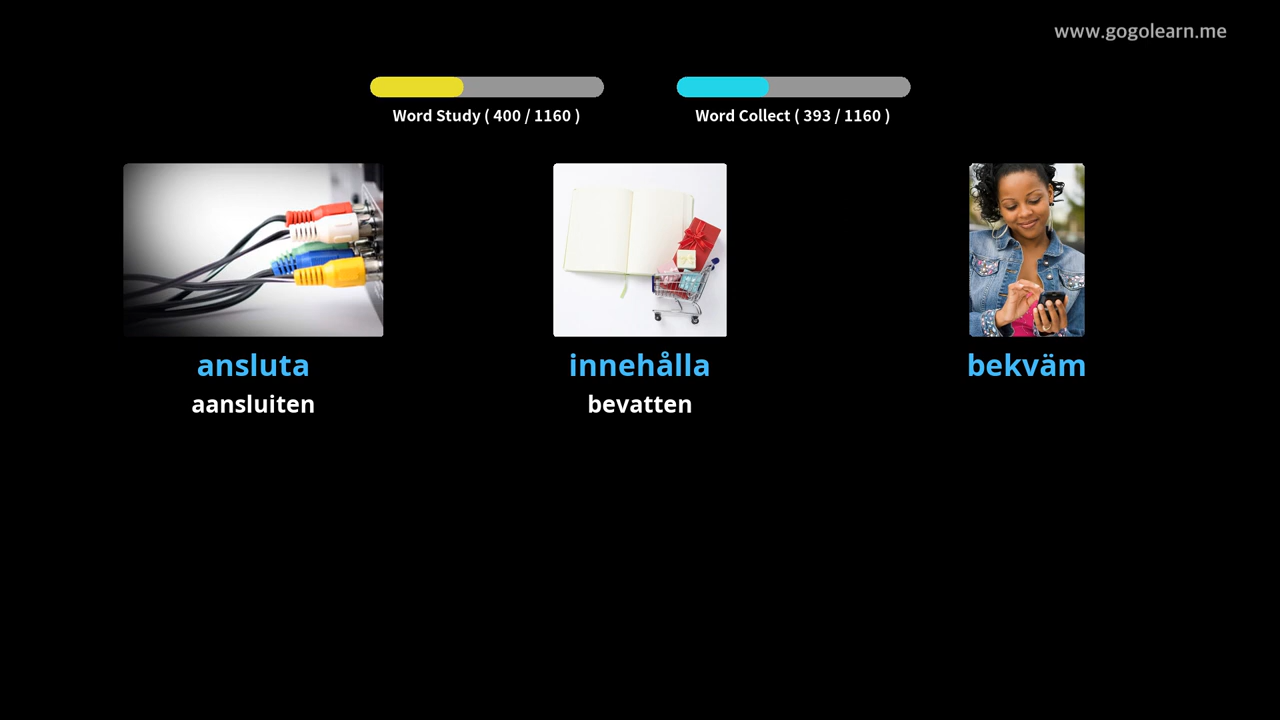 www.gogolearn.me
Word Study ( 400 / 1160 )
Word Collect ( 393 / 1160 )
ansluta
innehålla
bekväm
aansluiten
bevatten